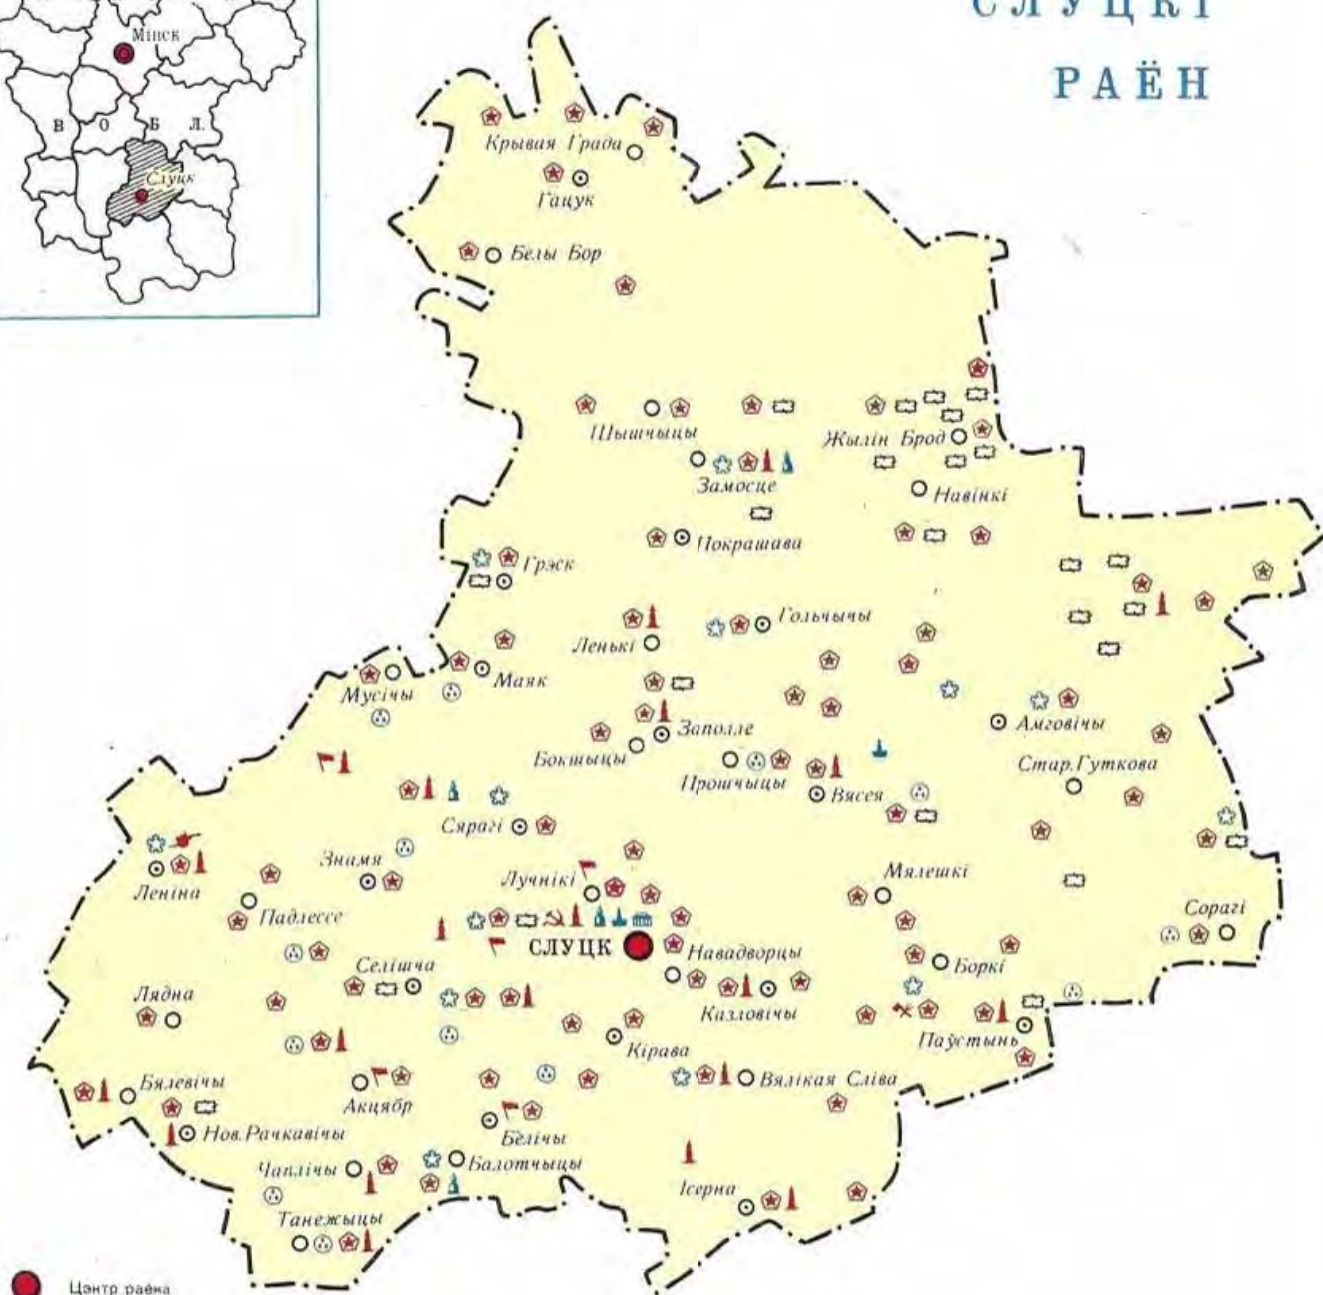 СЛУЦКІ
РАЁН
Мінск
В О Б Л.
Слуцк
Крывая Града
Гацук
Белы Бор
Шышчыцы
Жылін Брод
Замосце
Навінкі
Покрашава
Грэск
Гольчычы
Ленькі
Маяк
Мусічы
Амговічы
Заполле
Бокшыцы
Прошчыцы
Стар.Гуткова
Вясея
Сярагі
Знамя
Лучнікі
Мялешкі
Леніна
Падлессе
Сорагі
СЛУЦК
Навадворцы
Селішча
Боркі
Лядна
Казловічы
Паўстынь
Кірава
Бялевічы
Акцябр
Вялікая Сліва
Нов.Рачкавічы
Белічы
Чаплічы
Балотчыцы
Ісерна
Танежыцы
Цэнтр раёна